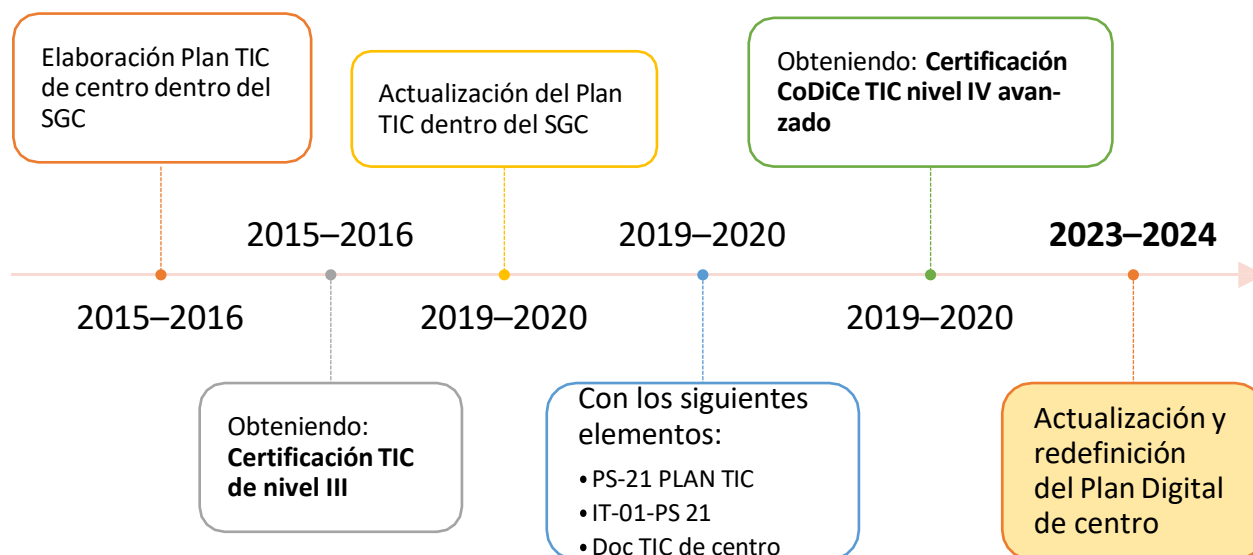 Elaboración Plan TIC
de centro dentro del
SGC
Actualización del Plan
TIC dentro del SGC
Obteniendo: Certificación
CoDiCe TIC nivel IV avan-
zado
2015–2016
2019–2020
2023–2024
2015–2016
2019–2020
2019–2020
Obteniendo:
Certificación TIC
de nivel III
Con los siguientes
elementos:
• PS-21 PLAN TIC
• IT-01-PS 21
• Doc TIC de centro
Actualización y
redefinición
del Plan Digital
de centro